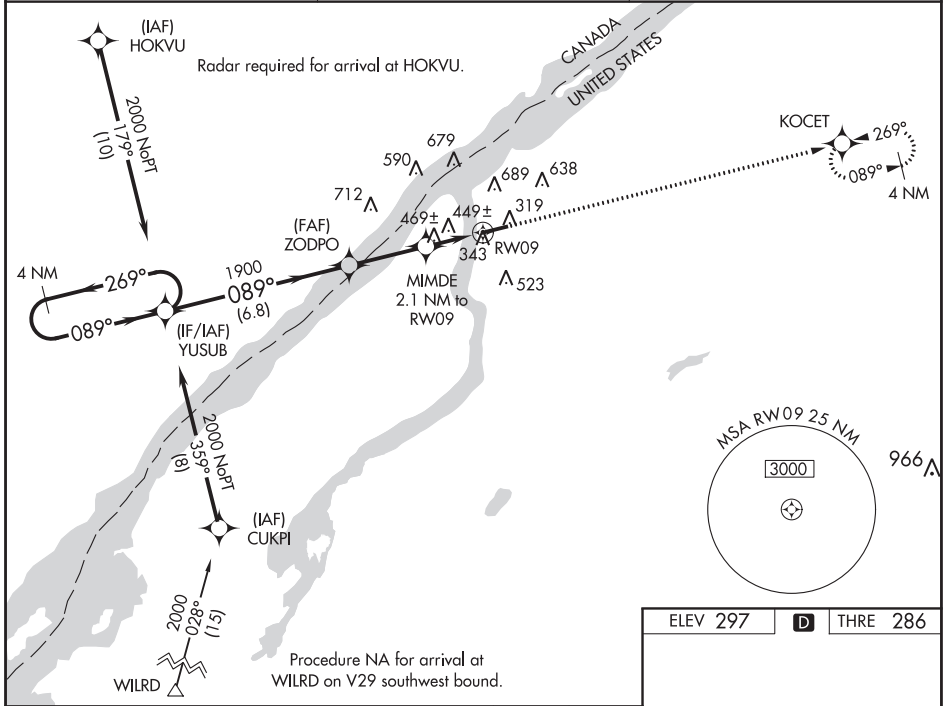 (IAF)
HOKVU
Radar required for arrival at HOKVU.
CANADA
UNITED STATES
2000 NoPT
179°
(10)
KOCET
269°
089°
4 NM
679
590
712
689
638
469±
449±
319
343
RW09
523
(FAF)
ZODPO
MIMDE
2.1 NM to
RW09
4 NM
269°
089°
1900
089°
(6.8)
(IF/IAF)
YUSUB
2000 NoPT
359°
(8)
(IAF)
CUKPI
MSA RW09 25 NM
3000
966
2000
028°
(15)
WILRD
Procedure NA for arrival at
WILRD on V29 southwest bound.
ELEV 297
D
THRE 286